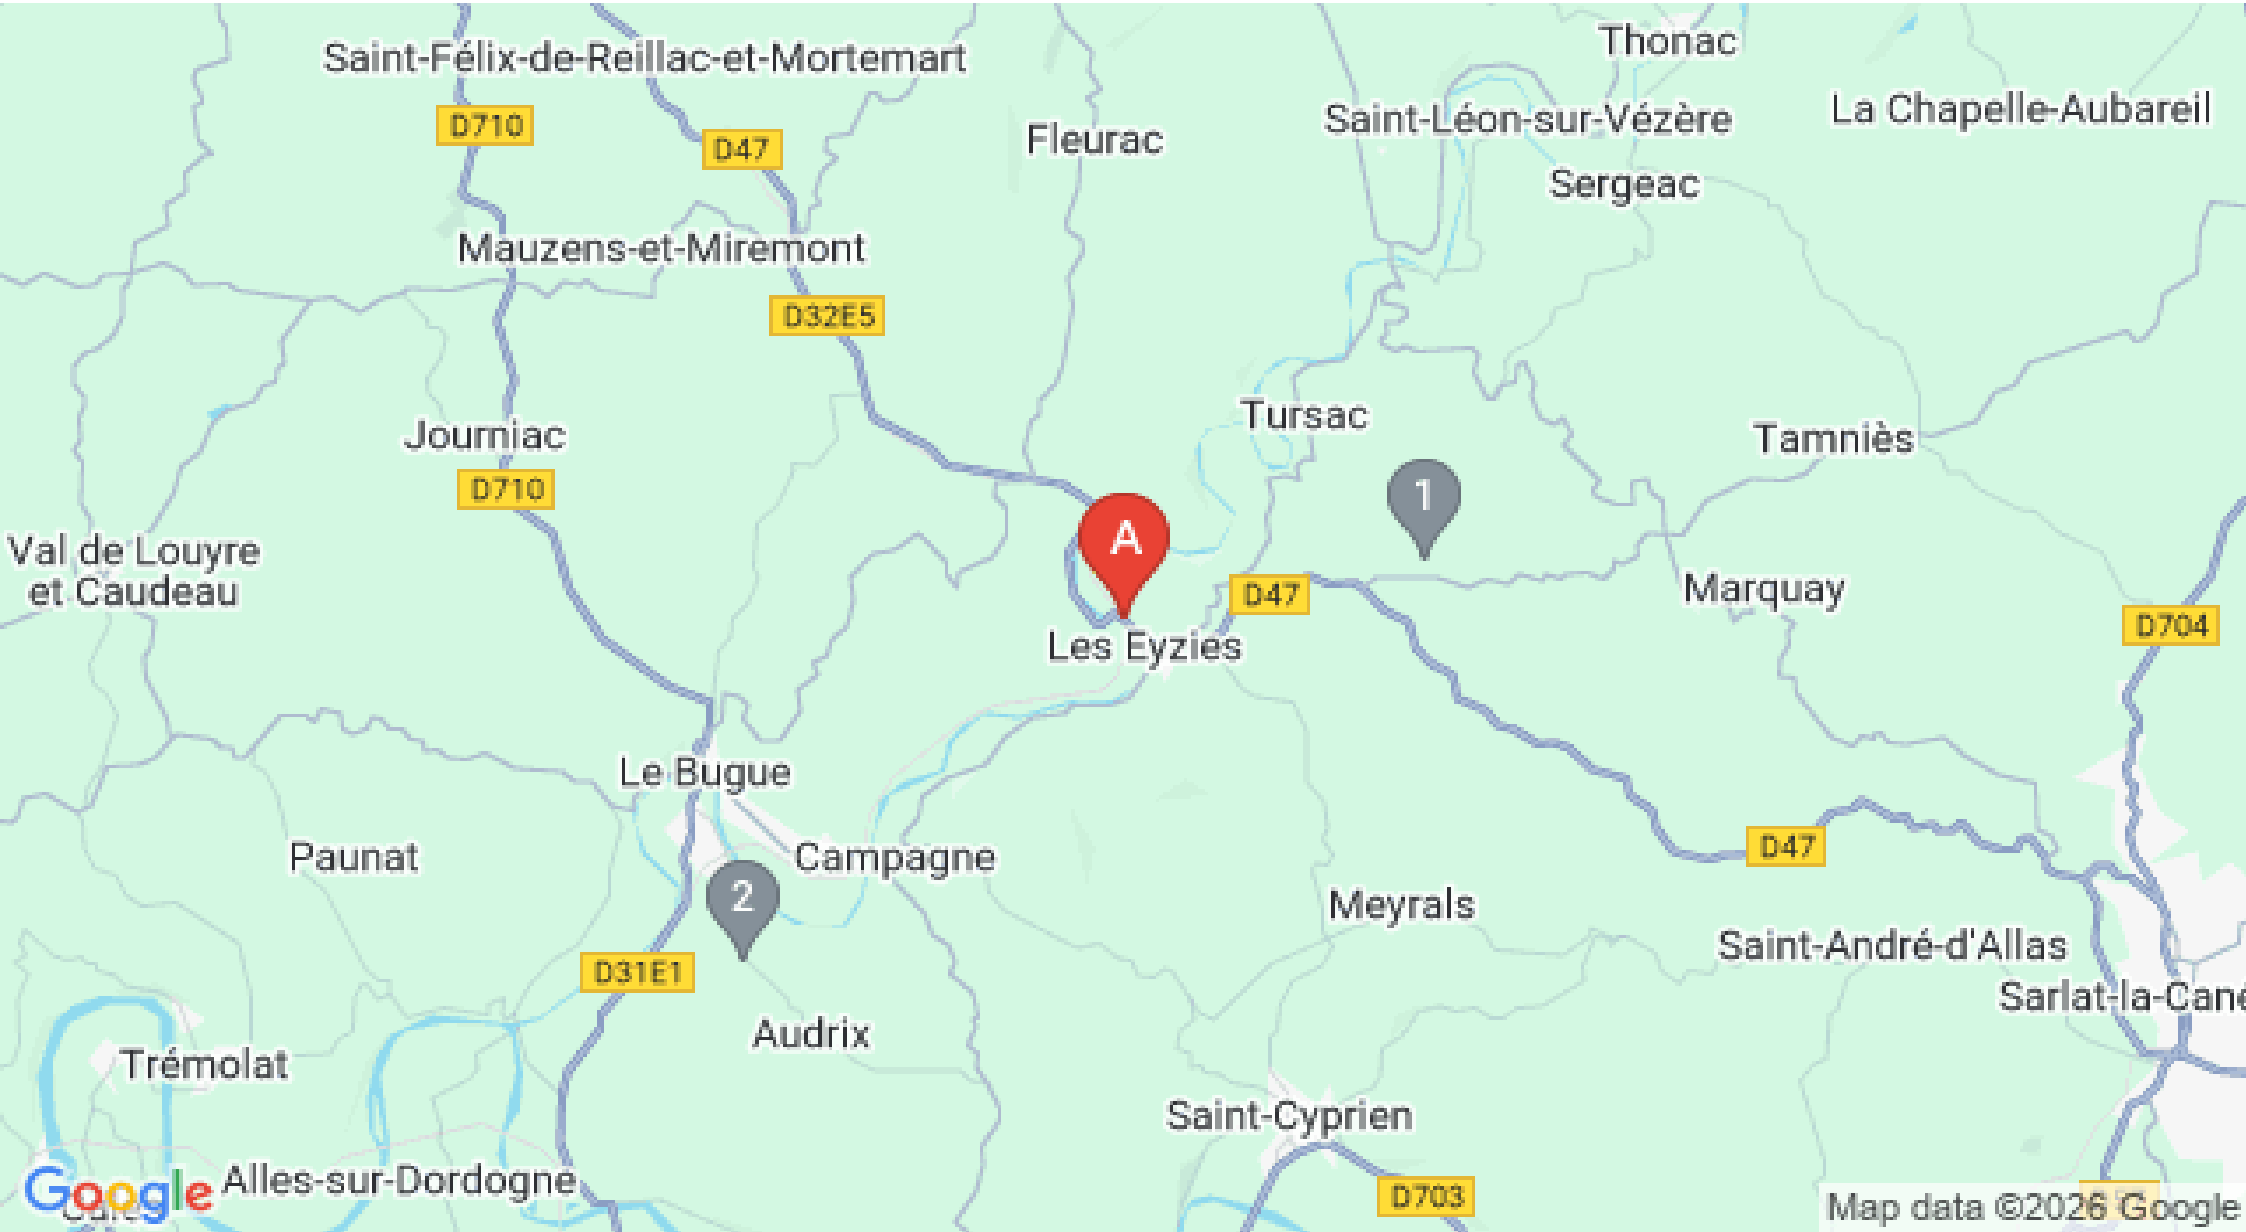 Thonac
Saint-Félix-de-Reillac-et-Mortemart
La Chapelle-Aubareil
Saint-Léon-sur-Vézère
D710
Fleurac
D47
Sergeac
Mauzens-et-Miremont
D32E5
Tursac
Journiac
Tamniès
D710
1
A
Val de Louyre
et Caudeau
Marquay
D47
D704
Les Eyzies
Le Bugue
D47
Paunat
Campagne
2
Meyrals
Saint-André-d'Allas
D31E1
Sarlat-la-Cané
Audrix
Trémolat
Saint-Cyprien
Alles-sur-Dordogne
Google
D703
Map data ©2026 Google